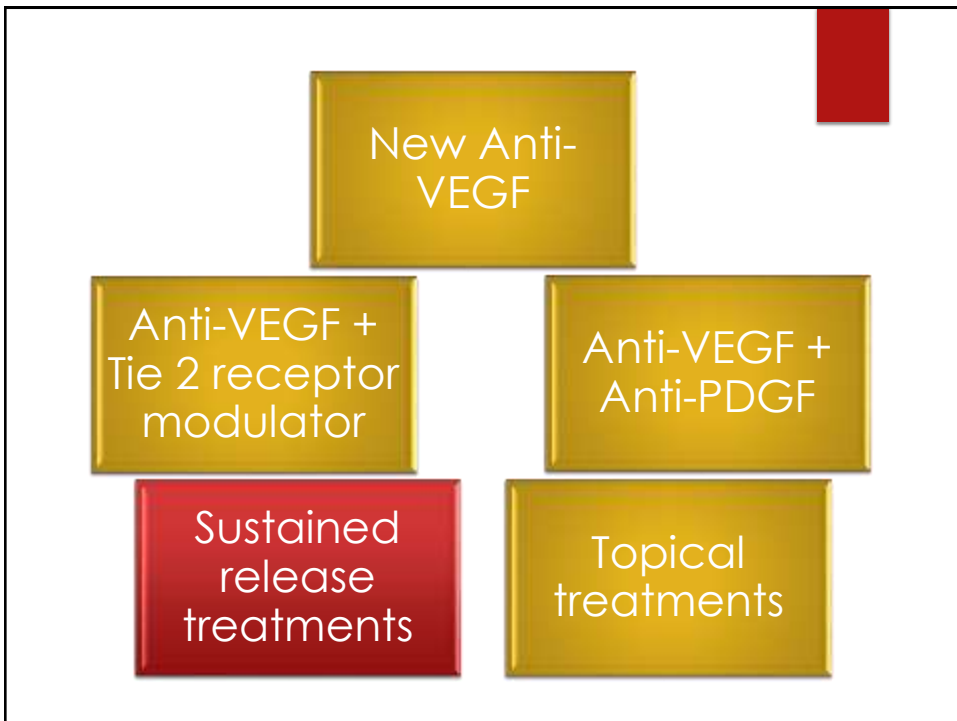 New Anti-
VEGF
Anti-VEGF +
Tie 2 receptor
modulator
Anti-VEGF +
Anti-PDGF
Sustained
release
treatments
Topical
treatments